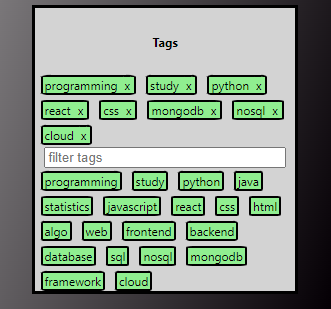 Tags
programming x study x python x
react x css x mongodb x nosql x
cloud x
filter tags
programming study python java
statistics javascript react css html
algo web frontend backend
database sql nosql mongodb
framework cloud